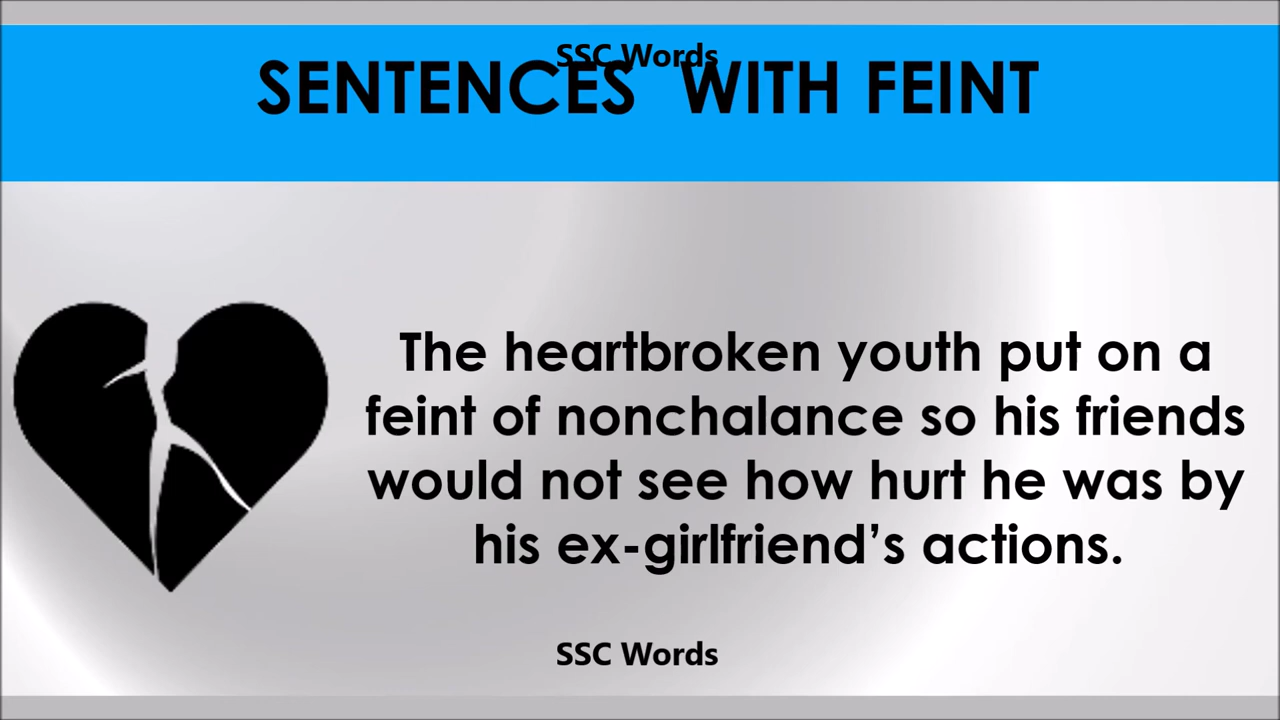 SSC Words
SENTENCES WITH FEINT
The heartbroken youth put on a
feint of nonchalance so his friends
would not see how hurt he was by
his ex-girlfriend’s actions.
SSC Words